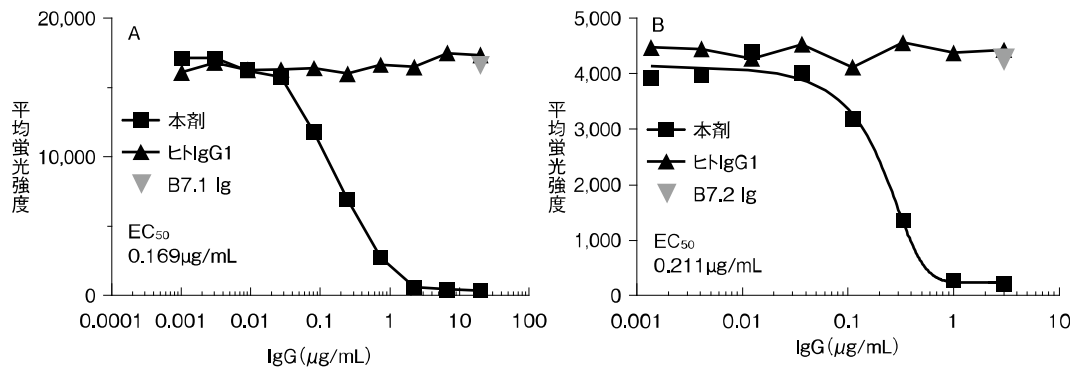 20,000
10,000
0
平均蛍光強度
A
本剤
ヒトIgG1
B7.1 Ig
EC50
0.169μg/mL
0.0001 0.001 0.01 0.1 1 10 100
IgG(μg/mL)
5,000
4,000
3,000
2,000
1,000
0
平均蛍光強度
B
本剤
ヒトIgG1
B7.2 Ig
EC50
0.211μg/mL
0.001 0.01 0.1 1 10
IgG(μg/mL)